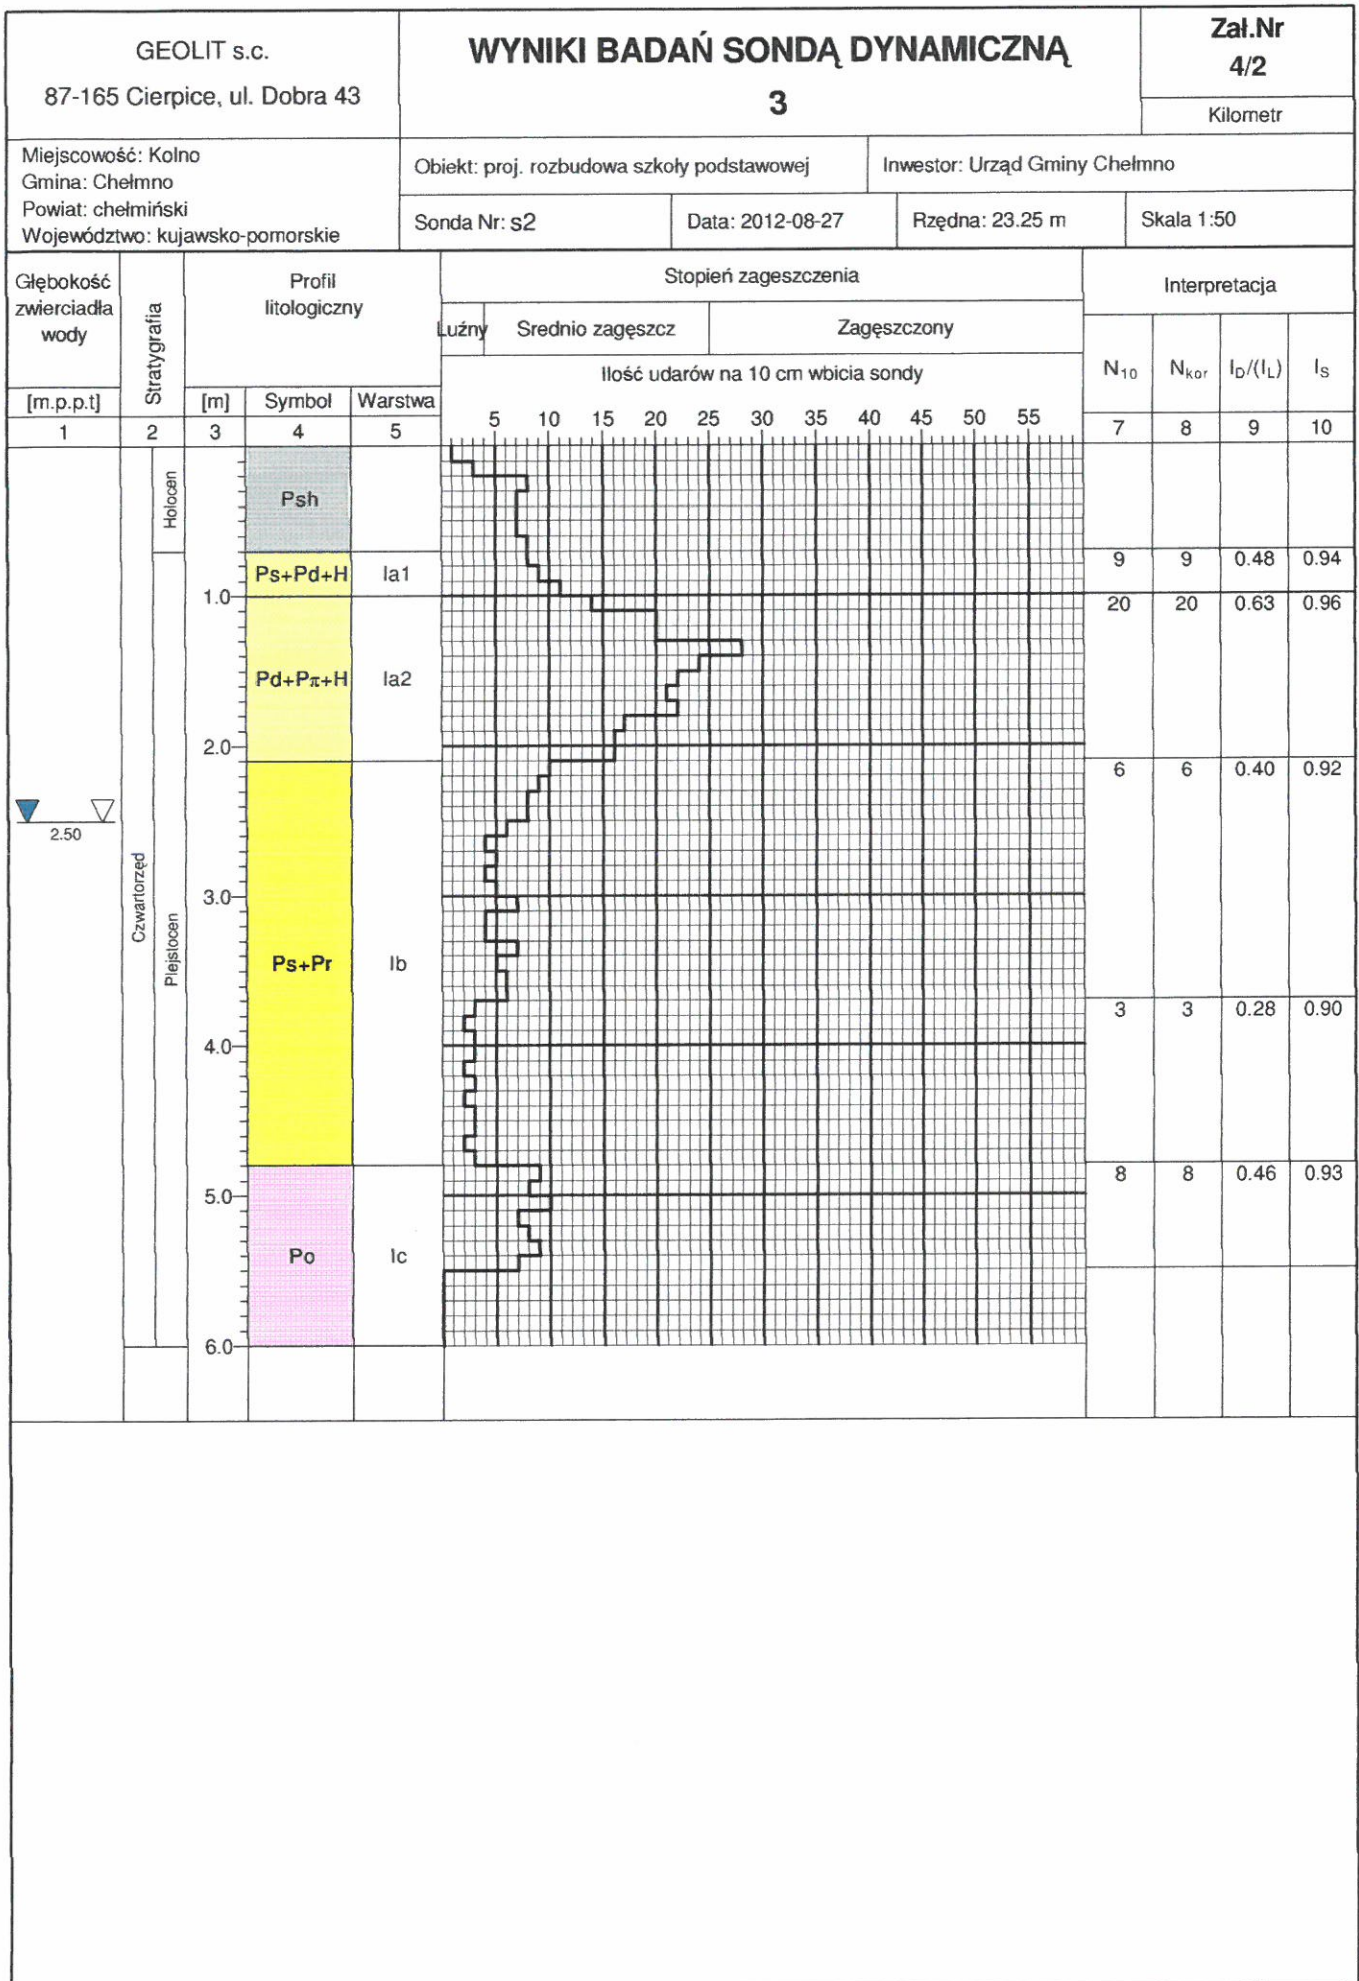 GEOLIT s.c.
87-165 Cierpice, ul. Dobra 43
WYNIKI BADAŃ SONDĄ DYNAMICZNĄ
3
Zał.Nr
4/2
Kilometr
Miejscowość: Kolno
Gmina: Chełmno
Powiat: chełmiński
Województwo: kujawsko-pomorskie
Obiekt: proj. rozbudowa szkoły podstawowej
Inwestor: Urząd Gminy Chełmno
Sonda Nr: s2
Data: 2012-08-27
Rzędna: 23.25 m
Skala 1:50
Głębokość
zwierciadła
wody
[m.p.p.t]
Stratygrafia
Profil
litologiczny
[m] Symbol Warstwa
Stopień zageszczenia
Luźny Srednio zagęszcz Zagęszczony
Ilość udarów na 10 cm wbicia sondy
5 10 15 20 25 30 35 40 45 50 55
Interpretacja
N10 Nkor ID/(IL) IS
1 2 3 4 5 7 8 9 10
Holocen
Psh
Ps+Pd+H Ia1
9 9 0.48 0.94
1.0
20 20 0.63 0.96
Pd+Pπ+H Ia2
2.0
6 6 0.40 0.92
2.50
Czwartorzęd
Plejstocen
3.0
Ps+Pr Ib
3 3 0.28 0.90
4.0
8 8 0.46 0.93
5.0
Po Ic
6.0